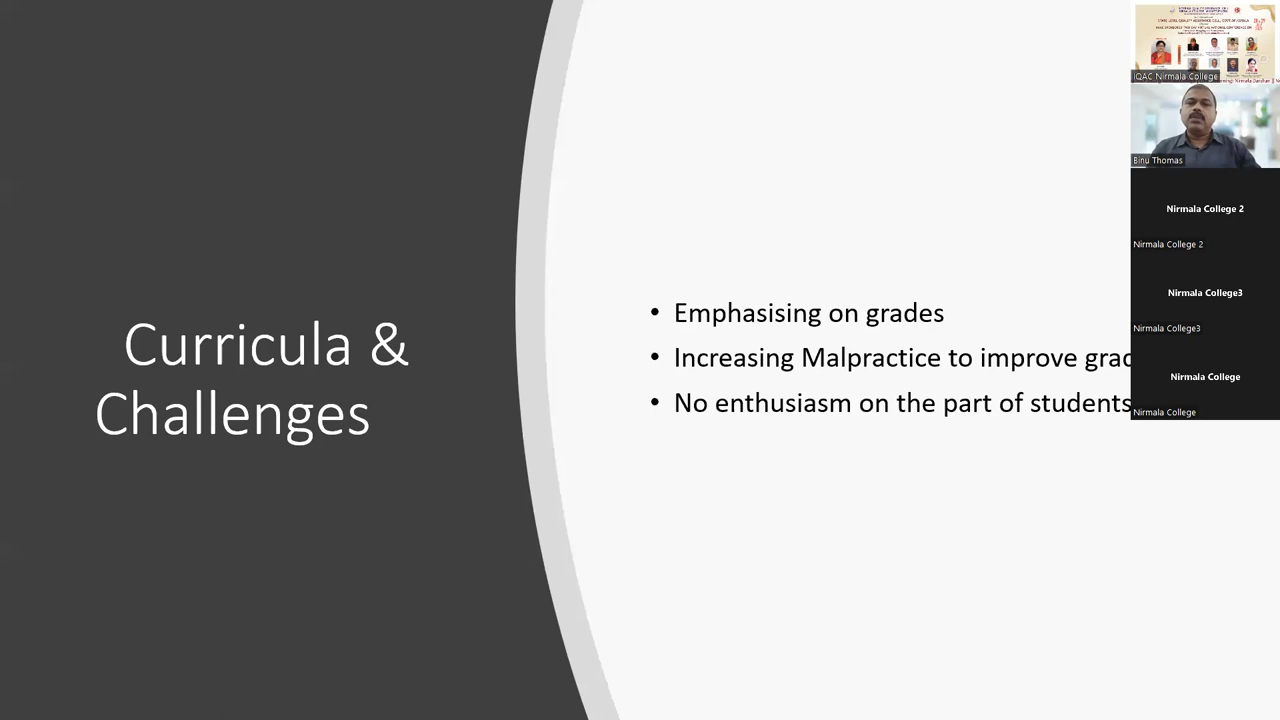 Curricula &
Challenges
• Emphasising on grades
• Increasing Malpractice to improve grad
• No enthusiasm on the part of students
IQAC Nirmala College
Binu Thomas
Nirmala College 2
Nirmala College 2
Nirmala College3
Nirmala College3
Nirmala College
Nirmala College